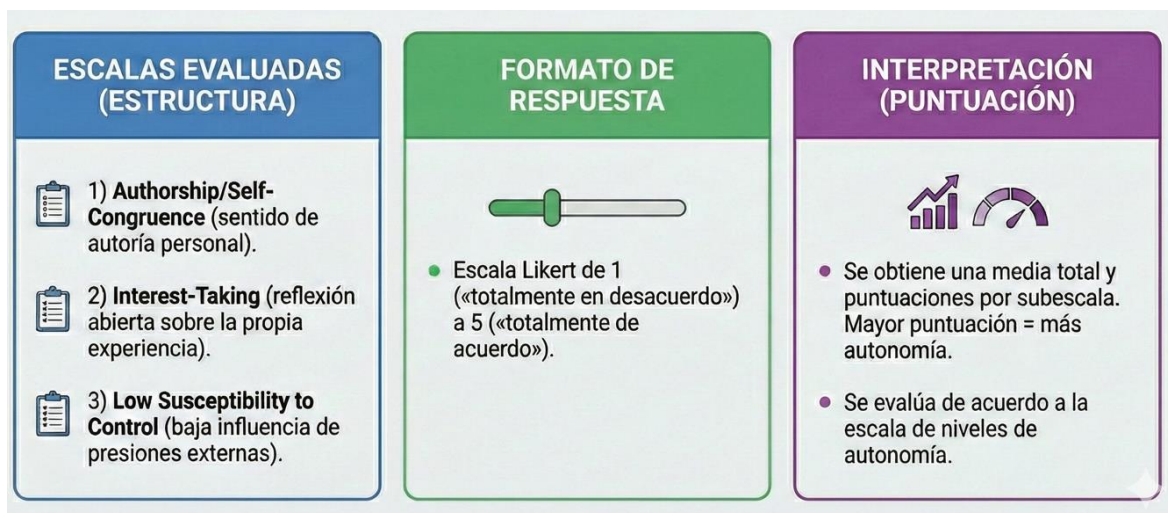 ESCALAS EVALUADAS
(ESTRUCTURA)
1) Authorship/Self-
Congruence (sentido de
autoría personal).
2) Interest-Taking (reflexión
abierta sobre la propia
experiencia).
3) Low Susceptibility to
Control (baja influencia de
presiones externas).
FORMATO DE
RESPUESTA
• Escala Likert de 1
(«totalmente en desacuerdo»)
a 5 («totalmente de
acuerdo»).
INTERPRETACIÓN
(PUNTUACIÓN)
• Se obtiene una media total y
puntuaciones por subescala.
Mayor puntuación = más
autonomía.
• Se evalúa de acuerdo a la
escala de niveles de
autonomía.